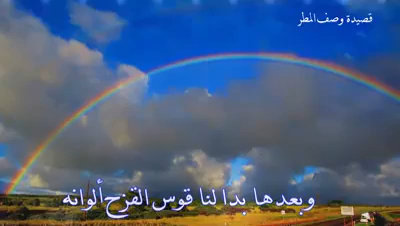 قصيدة وصف المطر
وبعدها بدا لنا قوس القزح ألوانه